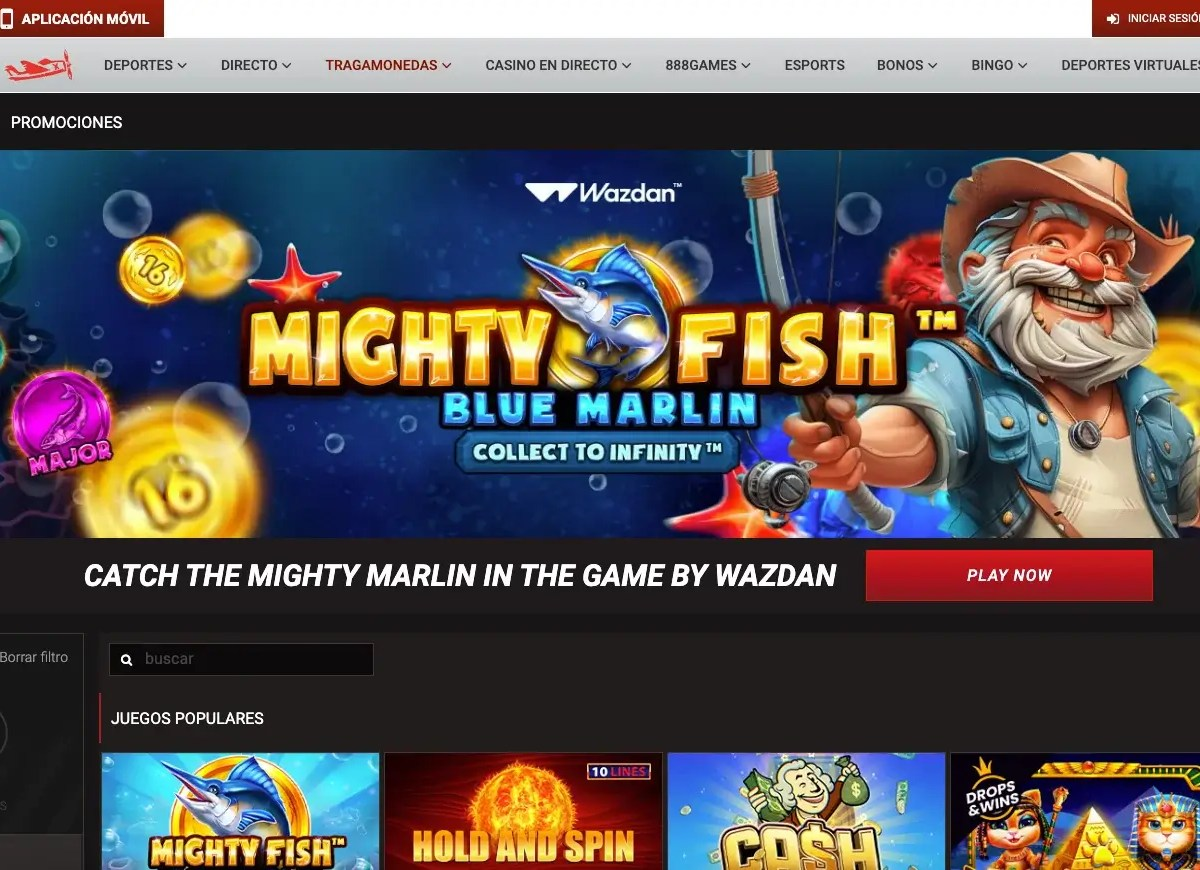 APLICACIÓN MÓVIL
INICIAR SESIÓ
DEPORTES
DIRECTO
TRAGAMONEDAS
CASINO EN DIRECTO
888GAMES
ESPORTS
BONOS
BINGO
DEPORTES VIRTUALES
PROMOCIONES
Wazdan™
16
MIGHTY FISH™
BLUE MARLIN
COLLECT TO INFINITY™
MAJOR
16
CATCH THE MIGHTY MARLIN IN THE GAME BY WAZDAN
PLAY NOW
Borrar filtro
buscar
JUEGOS POPULARES
MIGHTY FISH™
10 LINES
HOLD AND SPIN
CA$H
DROPS
&WINS